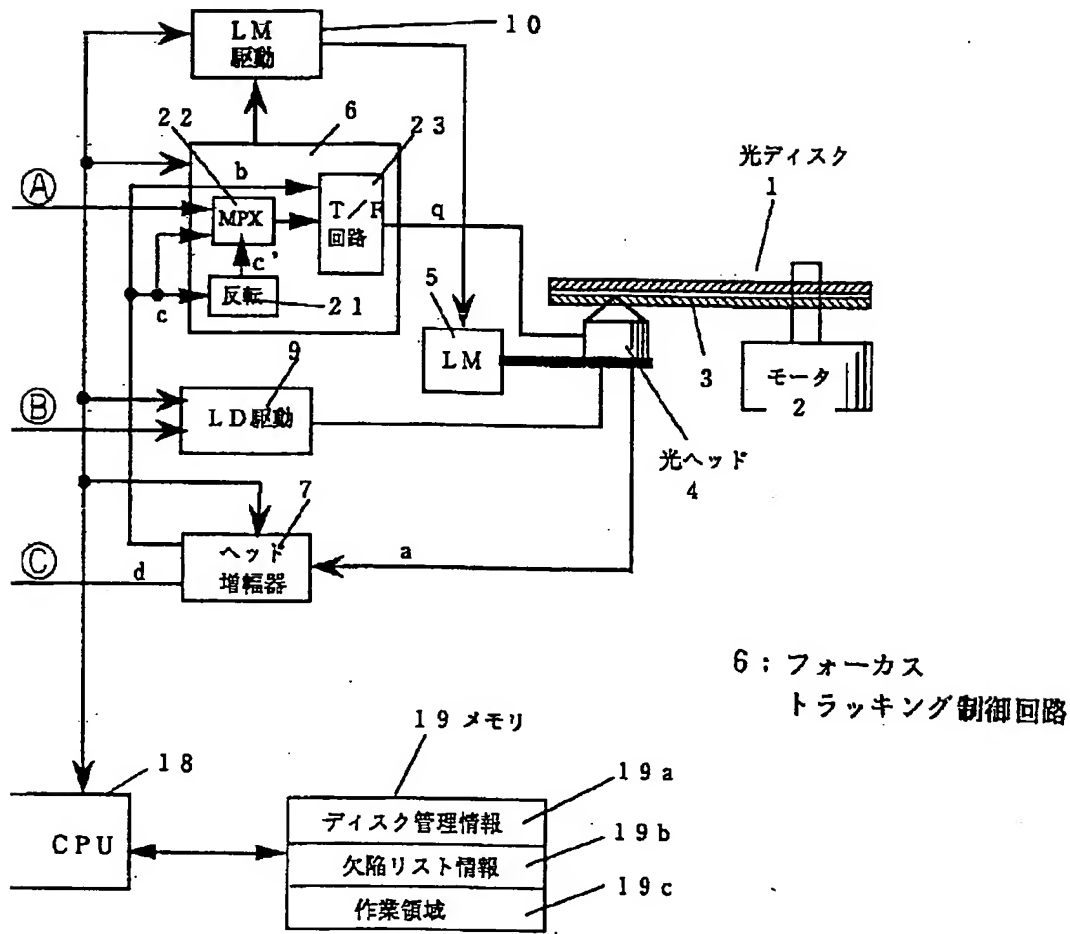 LM
駆動
10
22
6
23
光ディスク
1
Ⓐ
b
MPX
T/F
回路
q
c'
c
反転
21
5
LM
3
モータ
2
9
Ⓑ
LD駆動
光ヘッド
4
7
Ⓒ
ヘッド
増幅器
a
d
6;フォーカス
トラッキング制御回路
18
CPU
19 メモリ
19a
ディスク管理情報
19b
欠陥リスト情報
19c
作業領域